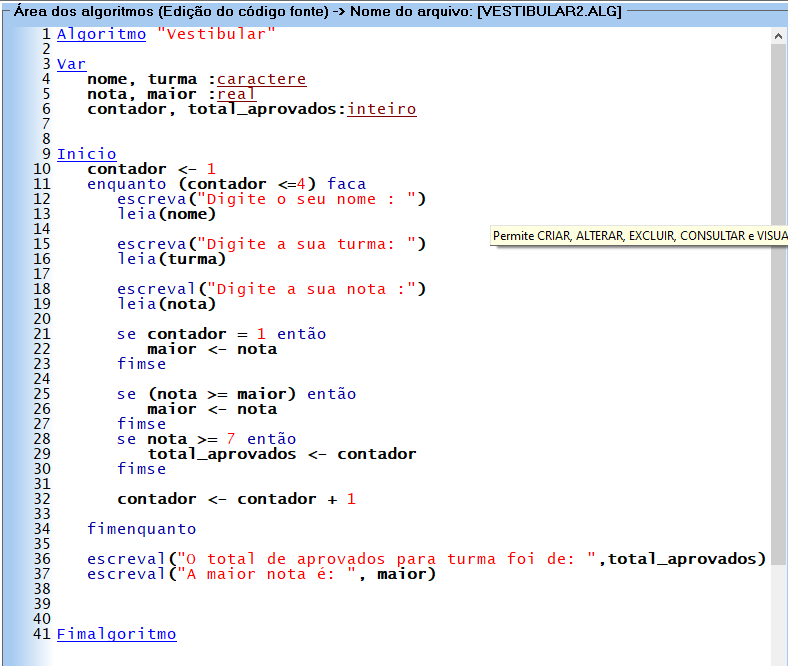 Área dos algoritmos (Edição do código fonte) -> Nome do arquivo: [VESTIBULAR2.ALG]
1 Algoritmo "Vestibular"
2
3 Var
4 nome, turma :caractere
5 nota, maior :real
6 contador, total_aprovados:inteiro
7
8
9 Inicio
10 contador <- 1
11 enquanto (contador <=4) faca
12 escreva("Digite o seu nome : ")
13 leia(nome)
14
15 escreva("Digite a sua turma: ")
Permite CRIAR, ALTERAR, EXCLUIR, CONSULTAR e VISUA
16 leia(turma)
17
18 escreval("Digite a sua nota :")
19 leia(nota)
20
21 se contador = 1 então
22 maior <- nota
23 fimse
24
25 se (nota >= maior) então
26 maior <- nota
27 fimse
28 se nota >= 7 então
29 total_aprovados <- contador
30 fimse
31
32 contador <- contador + 1
33
34 fimenquanto
35
36 escreval("O total de aprovados para turma foi de: ",total_aprovados)
37 escreval("A maior nota é: ", maior)
38
39
40
41 Fimalgoritmo